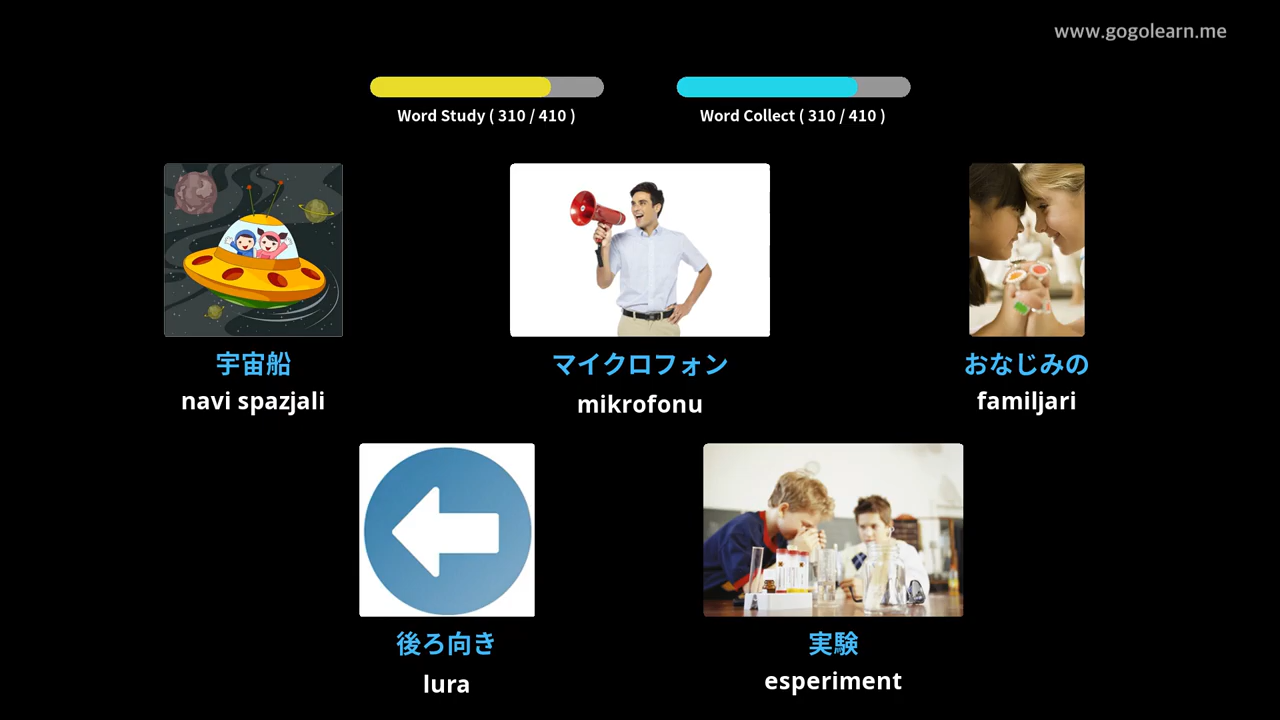 www.gogolearn.me
Word Study ( 310 / 410 )
Word Collect ( 310 / 410 )
宇宙船
navi spazjali
マイクロフォン
mikrofonu
おなじみの
familjari
後ろ向き
lura
実験
esperiment